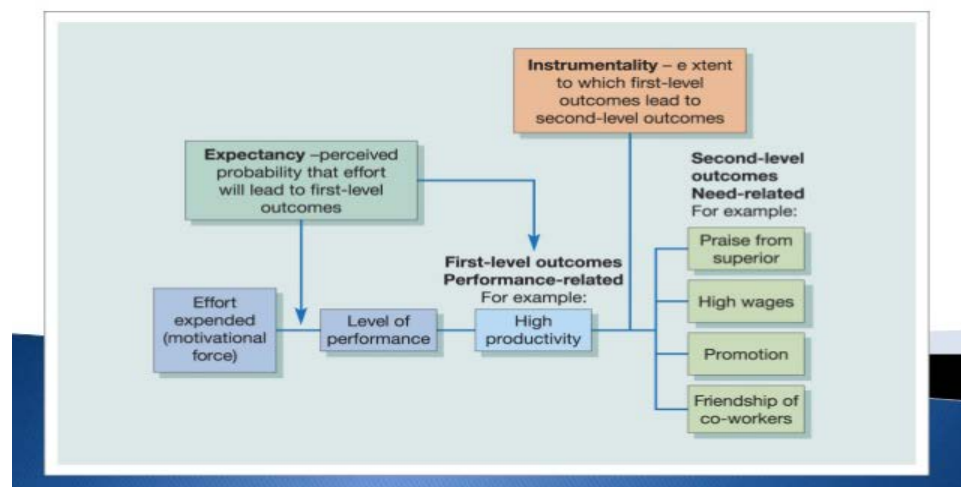 Instrumentality – e xtent
to which first-level
outcomes lead to
second-level outcomes
Expectancy –perceived
probability that effort
will lead to first-level
outcomes
Second-level
outcomes
Need-related
For example:
First-level outcomes
Performance-related
For example:
Effort
expended
(motivational
force)
Level of
performance
High
productivity
Praise from
superior
High wages
Promotion
Friendship of
co-workers